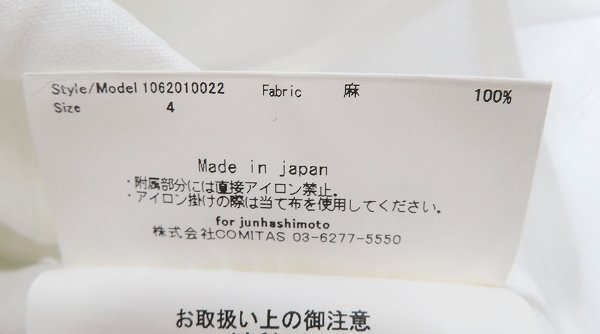 Style/Model 1062010022 Fabric 麻 100%
Size 4
Made in japan
・附属部分には直接アイロン禁止。
・アイロン掛けの際は当て布を使用してください。
for junhashimoto
株式会社COMITAS 03-6277-5550
お取扱い上の御注意